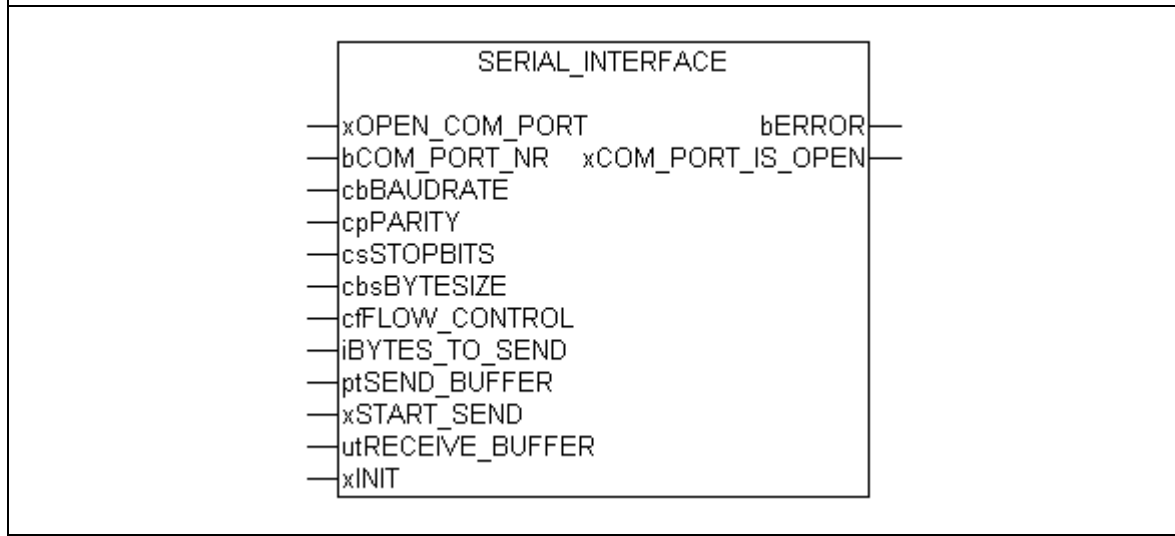 SERIAL_INTERFACE
xOPEN_COM_PORT bERROR
bCOM_PORT_NR xCOM_PORT_IS_OPEN
cbBAUDRATE
cpPARITY
csSTOPBITS
cbsBYTESIZE
cfFLOW_CONTROL
iBYTES_TO_SEND
ptSEND_BUFFER
xSTART_SEND
utRECEIVE_BUFFER
xINIT